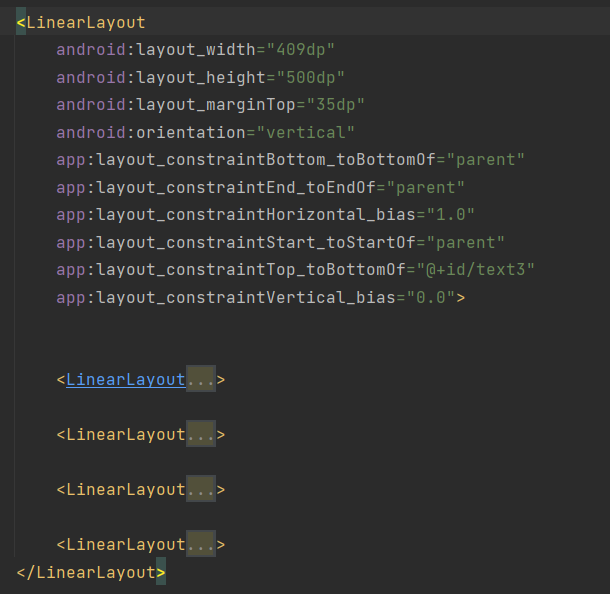 <LinearLayout
android:layout_width="409dp"
android:layout_height="500dp"
android:layout_marginTop="35dp"
android:orientation="vertical"
app:layout_constraintBottom_toBottomOf="parent"
app:layout_constraintEnd_toEndOf="parent"
app:layout_constraintHorizontal_bias="1.0"
app:layout_constraintStart_toStartOf="parent"
app:layout_constraintTop_toBottomOf="@+id/text3"
app:layout_constraintVertical_bias="0.0">
<LinearLayout...>
<LinearLayout...>
<LinearLayout...>
<LinearLayout...>
</LinearLayout>